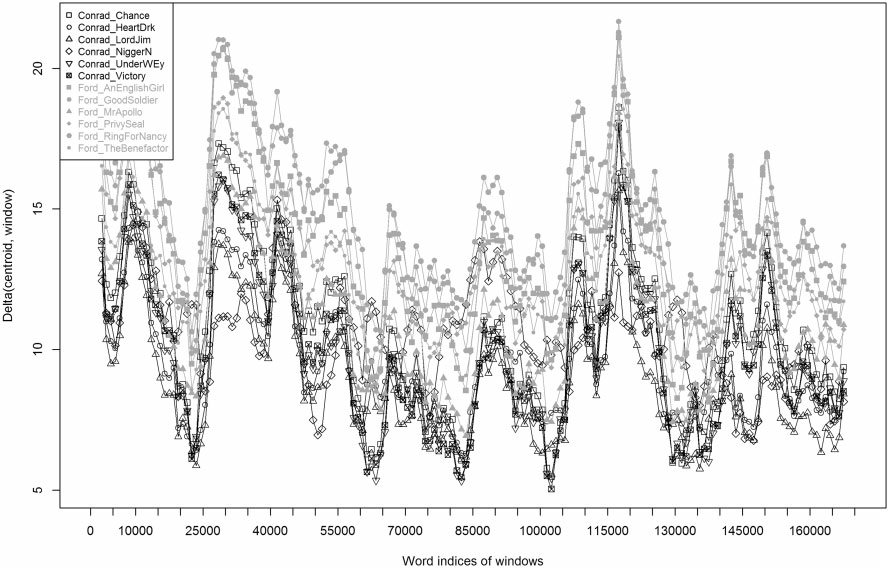 Conrad_Chance
Conrad_HeartDrk
Conrad_LordJim
Conrad_NiggerN
Conrad_UnderWEy
Conrad_Victory
Ford_AnEnglishGirl
Ford_GoodSoldier
Ford_MrApollo
Ford_PrivySeal
Ford_RingForNancy
Ford_TheBenefactor
Delta(centroid, window)
20
15
10
5
0 10000 25000 40000 55000 70000 85000 100000 115000 130000 145000 160000
Word indices of windows